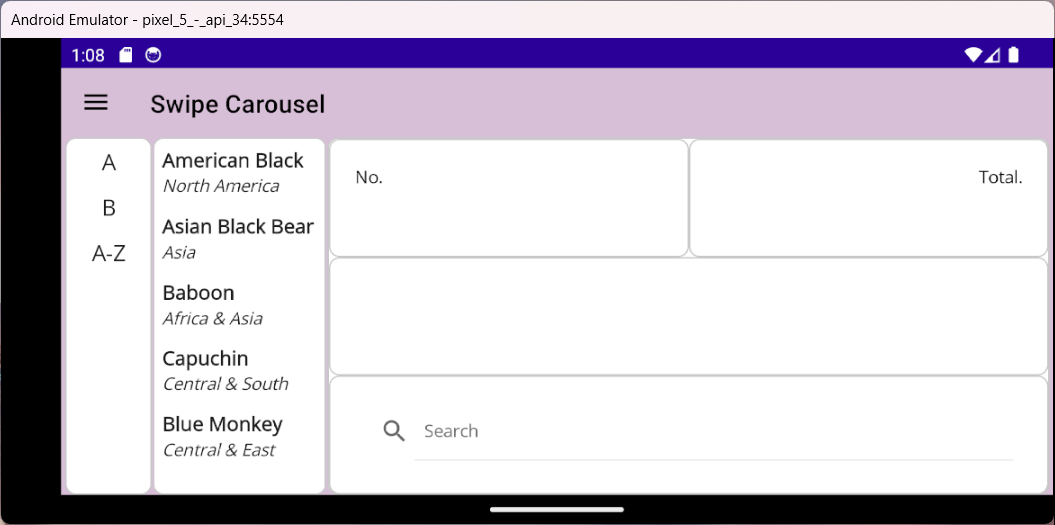 Android Emulator - pixel_5_-_api_34:5554
1:08
Swipe Carousel
A
B
A-Z
American Black
North America
Asian Black Bear
Asia
Baboon
Africa & Asia
Capuchin
Central & South
Blue Monkey
Central & East
No.
Total.
Search